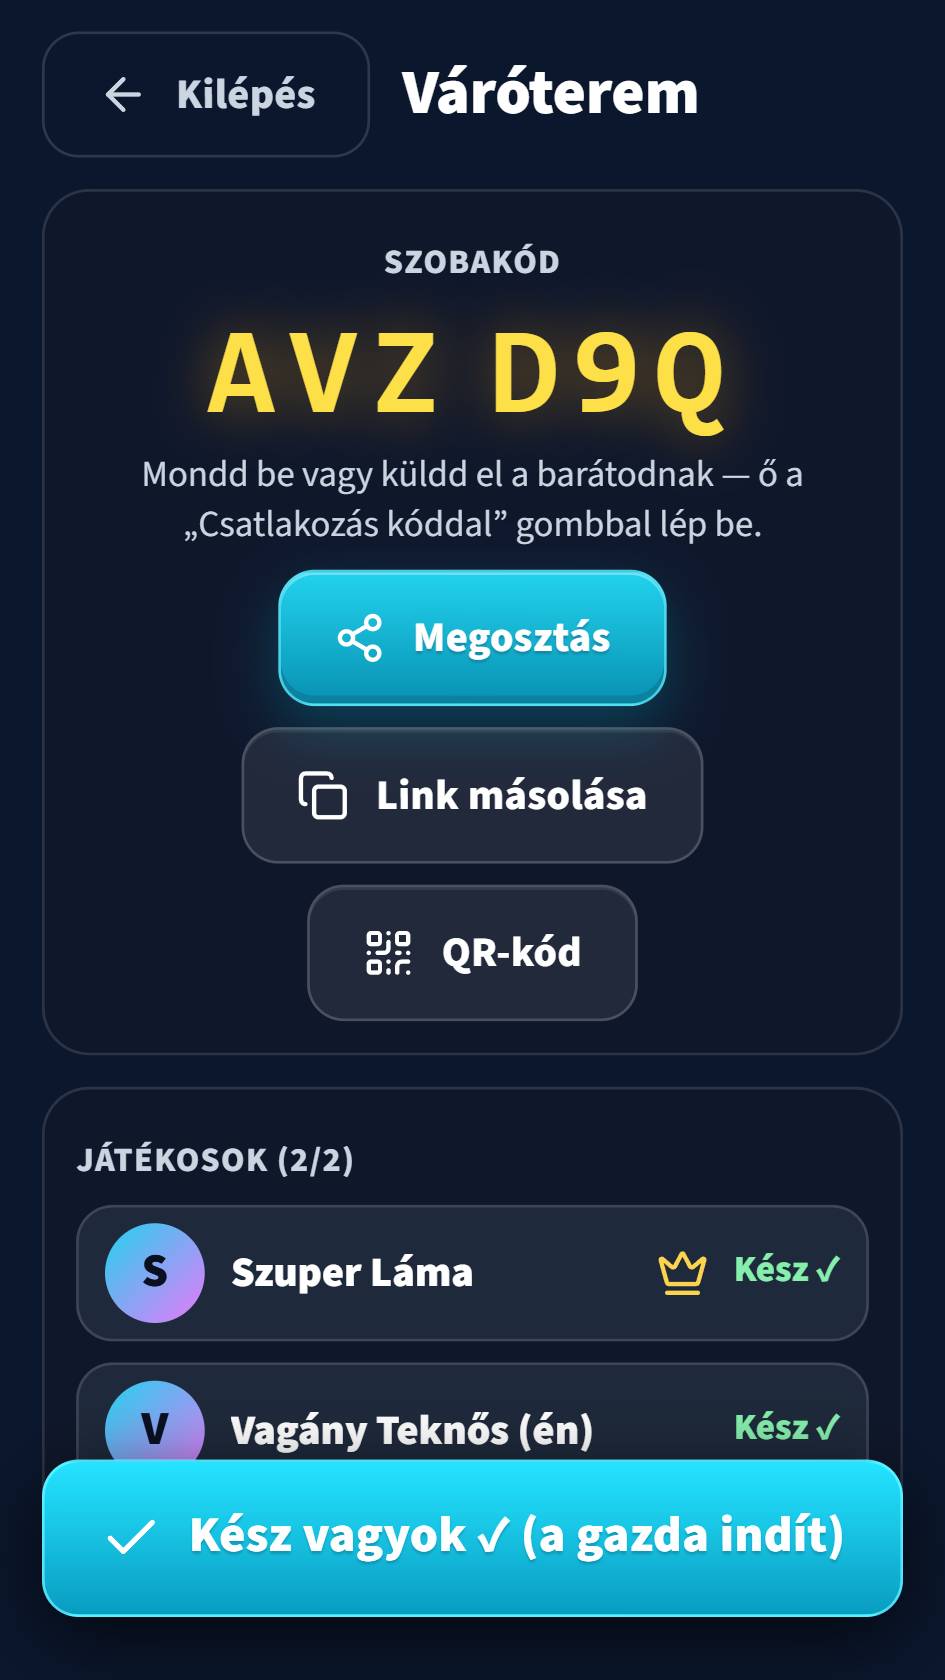 Kilépés
Váróterem
SZOBAKÓD
AVZ D9Q
Mondd be vagy küldd el a barátodnak — ő a
„Csatlakozás kóddal” gombbal lép be.
Megosztás
Link másolása
QR-kód
JÁTÉKOSOK (2/2)
S Szuper Láma Kész ✓
V Vagány Teknős (én) Kész ✓
Kész vagyok ✓ (a gazda indít)